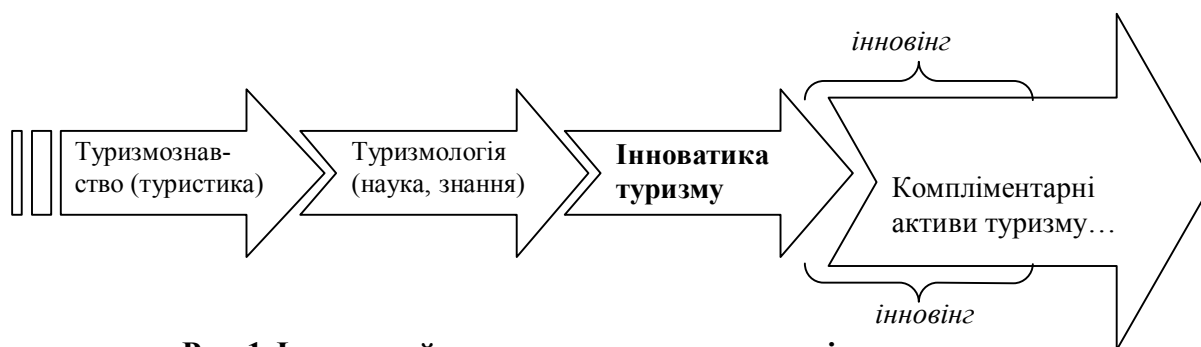 інновінг
Туризмознав-
ство (туристика)
Туризмологія
(наука, знання)
Інноватика
туризму
Компліментарні
активи туризму…
інновінг